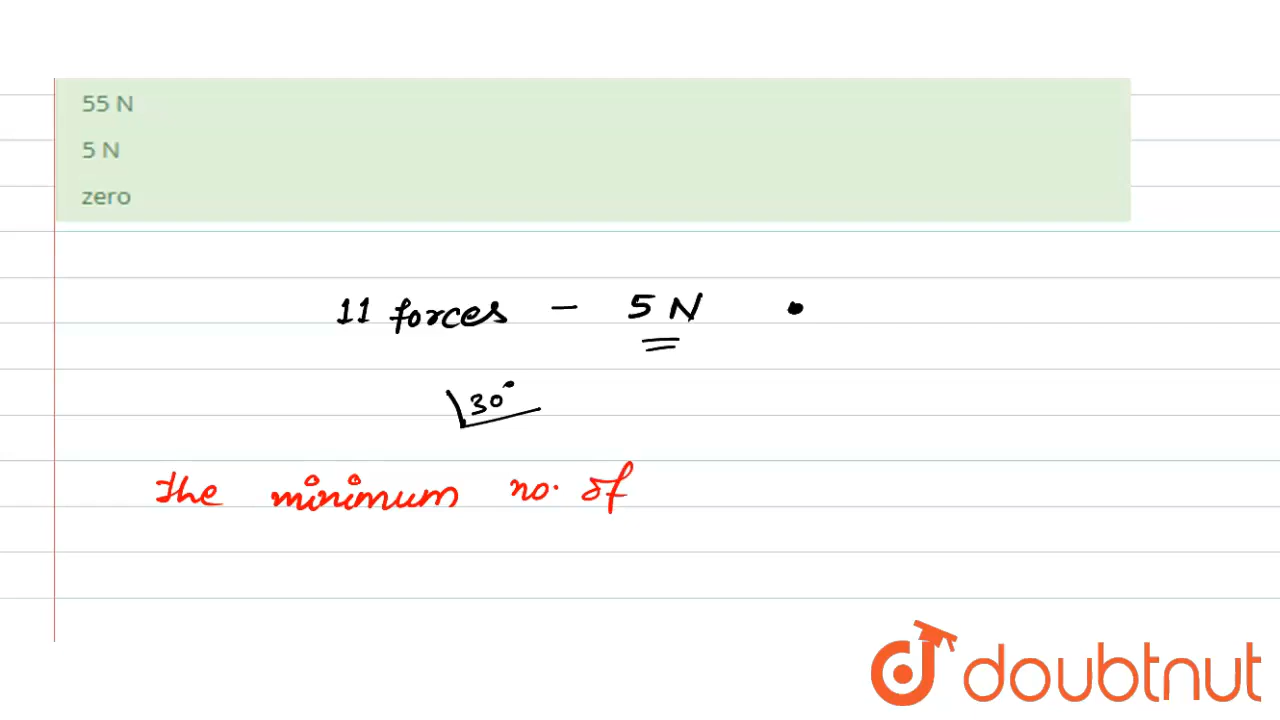 55 N
5 N
zero
11 forces - 5 N
30°
the minimum no. of
doubtnut